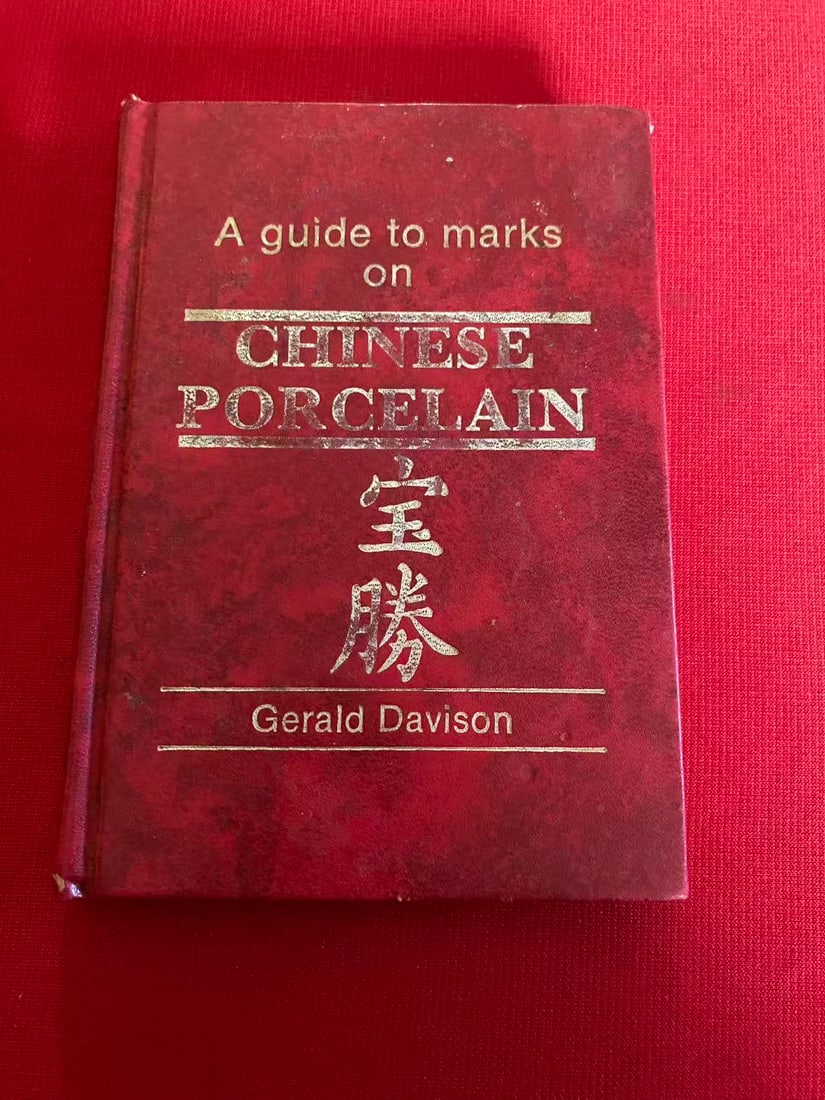 A guide to marks
on
CHINESE
PORCELAIN
宝
勝
Gerald Davison